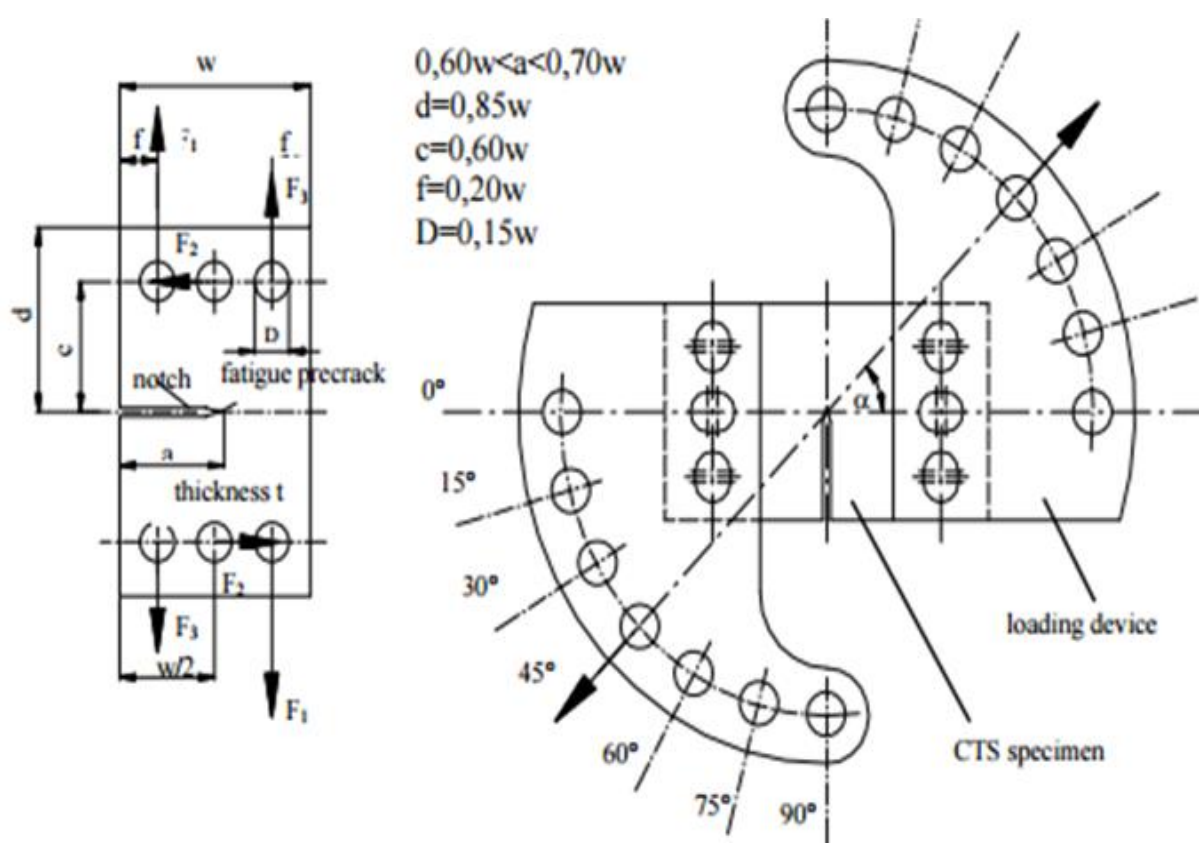 w
f
F₁
f
F₃
F₂
d
c
D
notch
fatigue precrack
a
thickness t
F₂
F₃
w/2
F₁
0,60w<a<0,70w
d=0,85w
c=0,60w
f=0,20w
D=0,15w
0°
α
15°
30°
45°
60°
75°
90°
loading device
CTS specimen